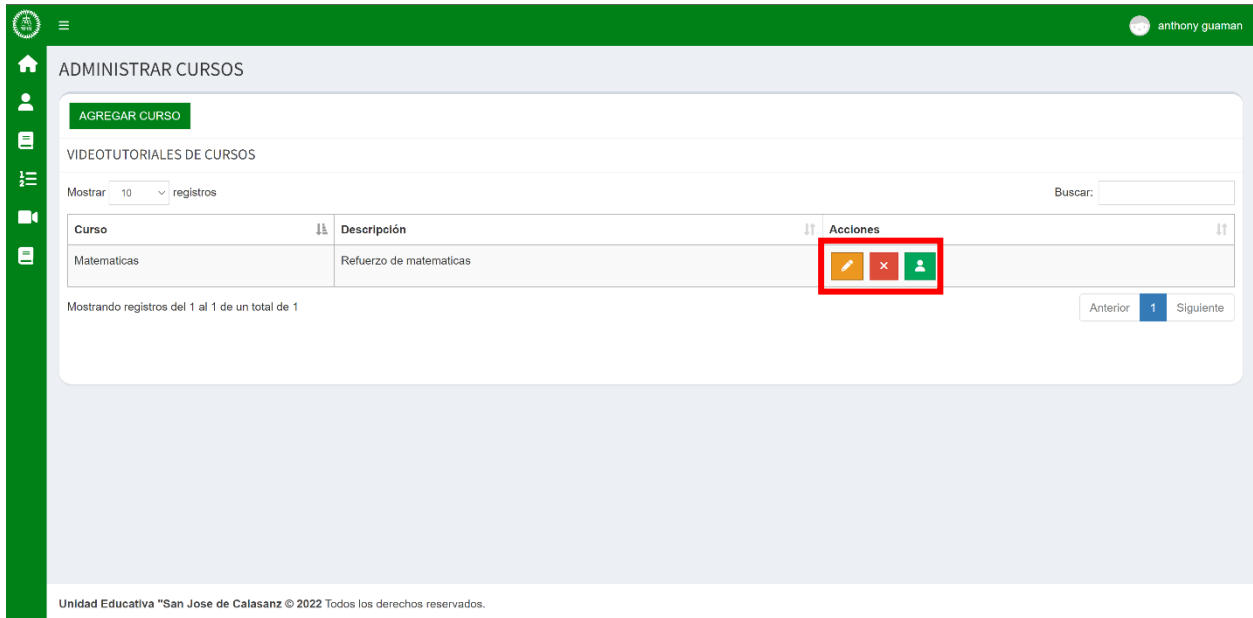 anthony guaman
ADMINISTRAR CURSOS
AGREGAR CURSO
VIDEOTUTORIALES DE CURSOS
Mostrar 10 registros Buscar:
Curso Descripción Acciones
Matematicas Refuerzo de matematicas
Mostrando registros del 1 al 1 de un total de 1 Anterior 1 Siguiente
Unidad Educativa "San Jose de Calasanz © 2022 Todos los derechos reservados.